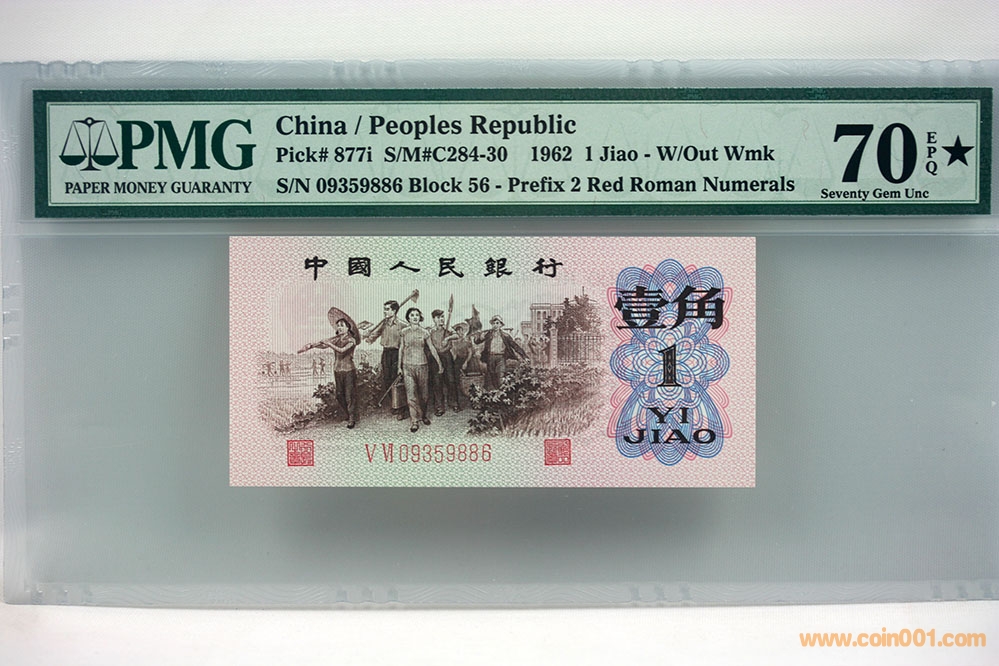 PMG
PAPER MONEY GUARANTY
China / Peoples Republic
Pick# 877i S/M#C284-30 1962 1 Jiao - W/Out Wmk
S/N 09359886 Block 56 - Prefix 2 Red Roman Numerals
70 EPQ ★
Seventy Gem Unc
中國人民銀行
壹角
1
YI
JIAO
V VI 09359886
www.coin001.com